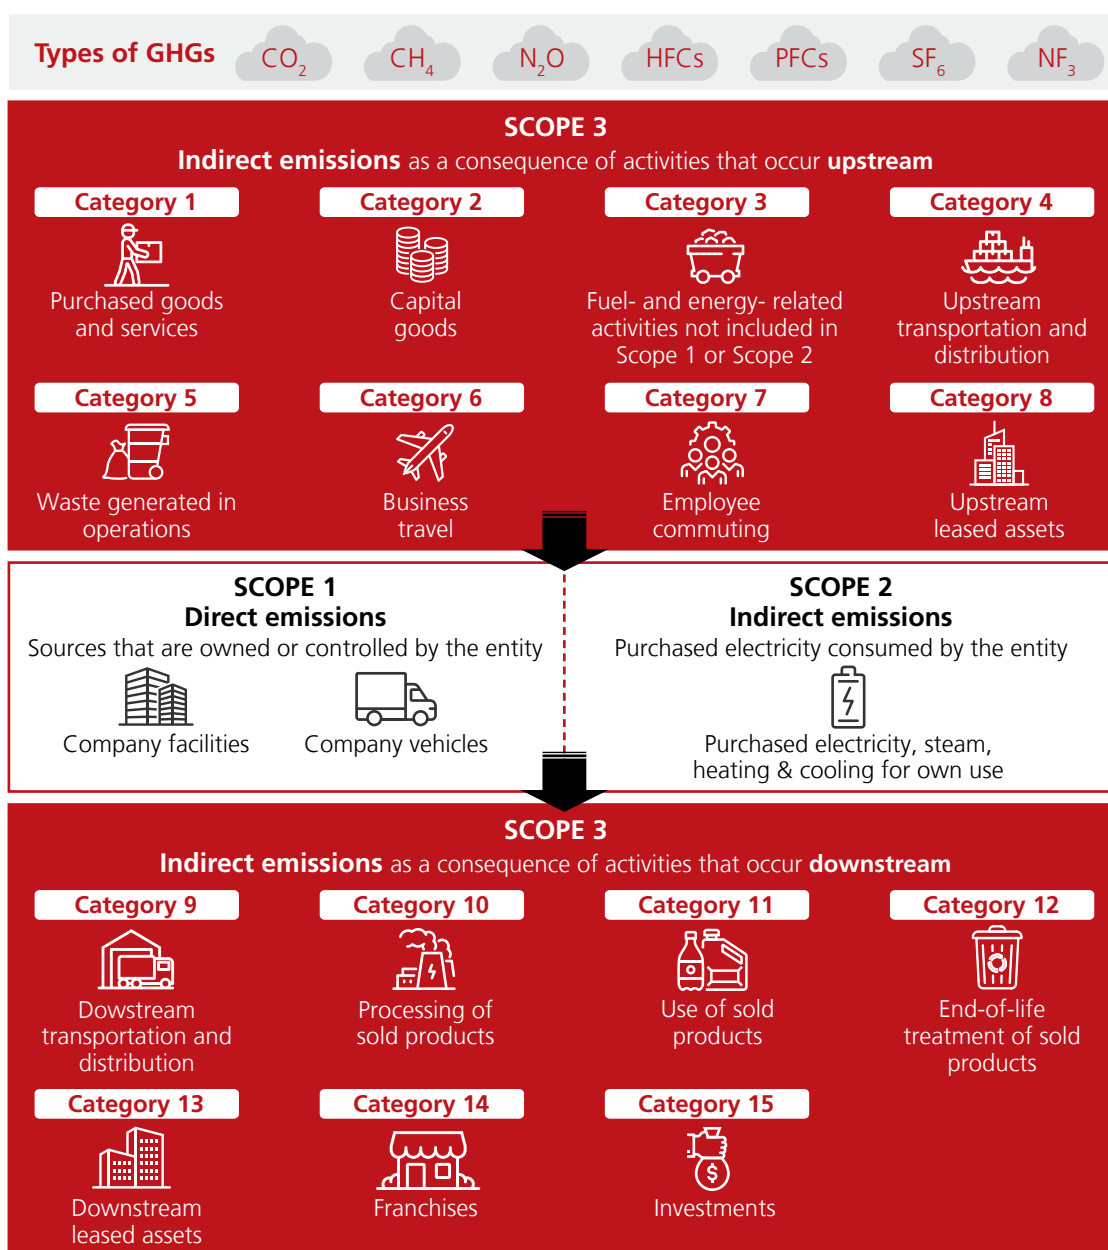 Types of GHGs CO₂ CH₄ N₂O HFCs PFCs SF₆ NF₃
SCOPE 3
Indirect emissions as a consequence of activities that occur upstream
Category 1 Category 2 Category 3 Category 4
Purchased goods
and services
Capital
goods
Fuel- and energy- related
activities not included in
Scope 1 or Scope 2
Upstream
transportation and
distribution
Category 5 Category 6 Category 7 Category 8
Waste generated in
operations
Business
travel
Employee
commuting
Upstream
leased assets
SCOPE 1
Direct emissions
Sources that are owned or controlled by the entity
Company facilities
Company vehicles
SCOPE 2
Indirect emissions
Purchased electricity consumed by the entity
Purchased electricity, steam,
heating & cooling for own use
SCOPE 3
Indirect emissions as a consequence of activities that occur downstream
Category 9 Category 10 Category 11 Category 12
Dowstream
transportation and
distribution
Processing of
sold products
Use of sold
products
End-of-life
treatment of sold
products
Category 13 Category 14 Category 15
Downstream
leased assets
Franchises
$
Investments